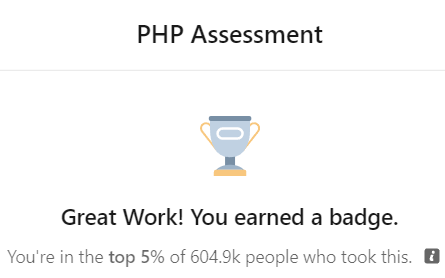 PHP Assessment
Great Work! You earned a badge.
You're in the top 5% of 604.9k people who took this. i